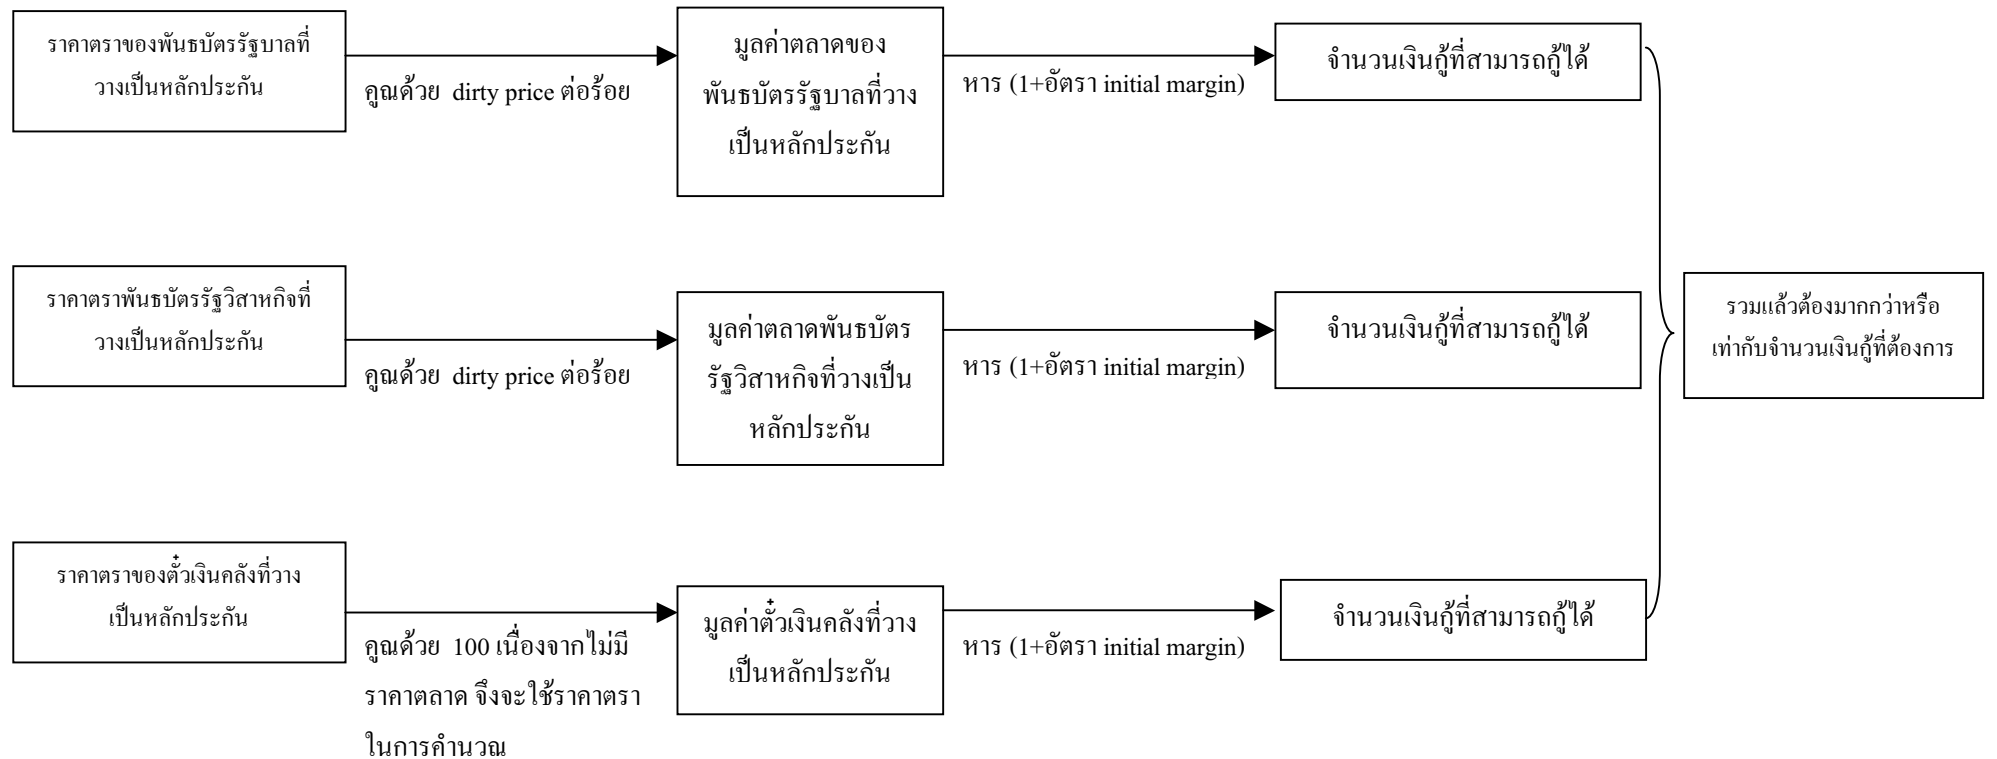 ราคาตราของพันธบัตรรัฐบาลที่
วางเป็นหลักประกัน
คูณด้วย dirty price ต่อร้อย
มูลค่าตลาดของ
พันธบัตรรัฐบาลที่วาง
เป็นหลักประกัน
หาร (1+อัตรา initial margin)
จำนวนเงินกู้ที่สามารถกู้ได้
ราคาตราพันธบัตรรัฐวิสาหกิจที่
วางเป็นหลักประกัน
คูณด้วย dirty price ต่อร้อย
มูลค่าตลาดพันธบัตร
รัฐวิสาหกิจที่วางเป็น
หลักประกัน
หาร (1+อัตรา initial margin)
จำนวนเงินกู้ที่สามารถกู้ได้
รวมแล้วต้องมากกว่าหรือ
เท่ากับจำนวนเงินกู้ที่ต้องการ
ราคาตราของตั๋วเงินคลังที่วาง
เป็นหลักประกัน
คูณด้วย 100 เนื่องจากไม่มี
ราคาตลาด จึงจะใช้ราคาตรา
ในการคำนวณ
มูลค่าตั๋วเงินคลังที่วาง
เป็นหลักประกัน
หาร (1+อัตรา initial margin)
จำนวนเงินกู้ที่สามารถกู้ได้